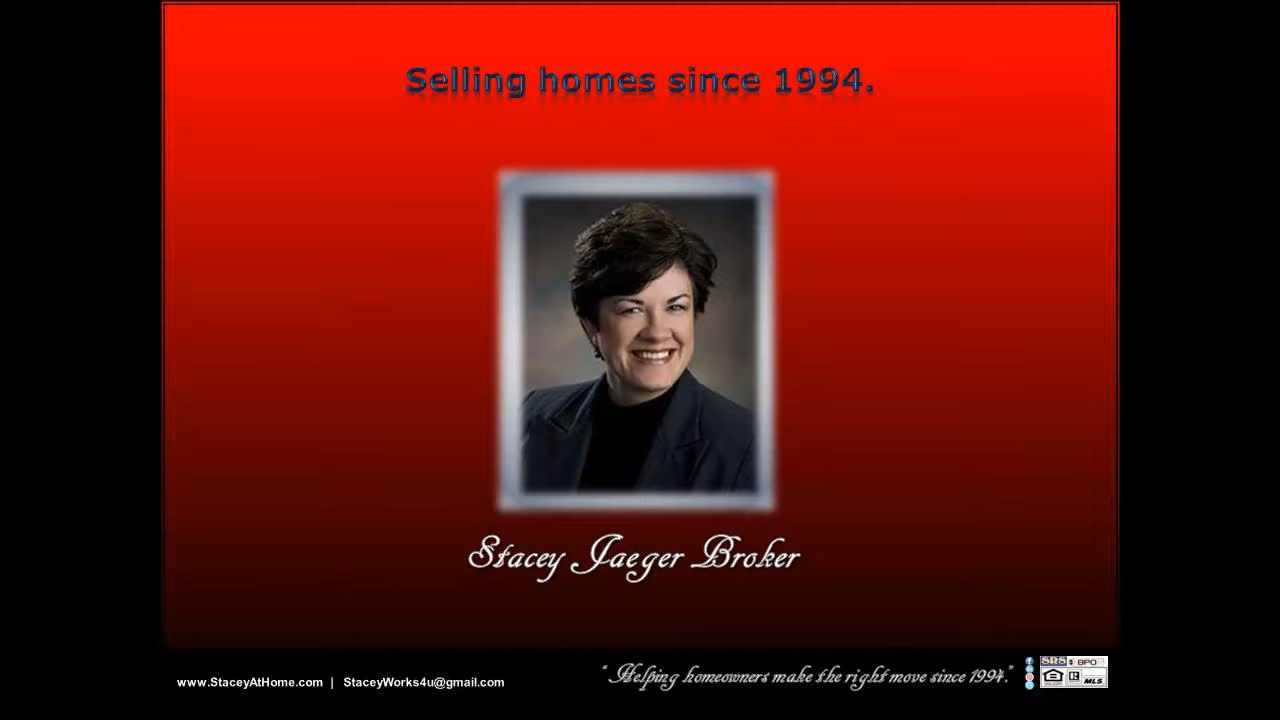 Selling homes since 1994.
Stacey Jaeger Broker
www.StaceyAtHome.com | StaceyWorks4u@gmail.com
“Helping homeowners make the right move since 1994.”
SRS BPO
R MLS